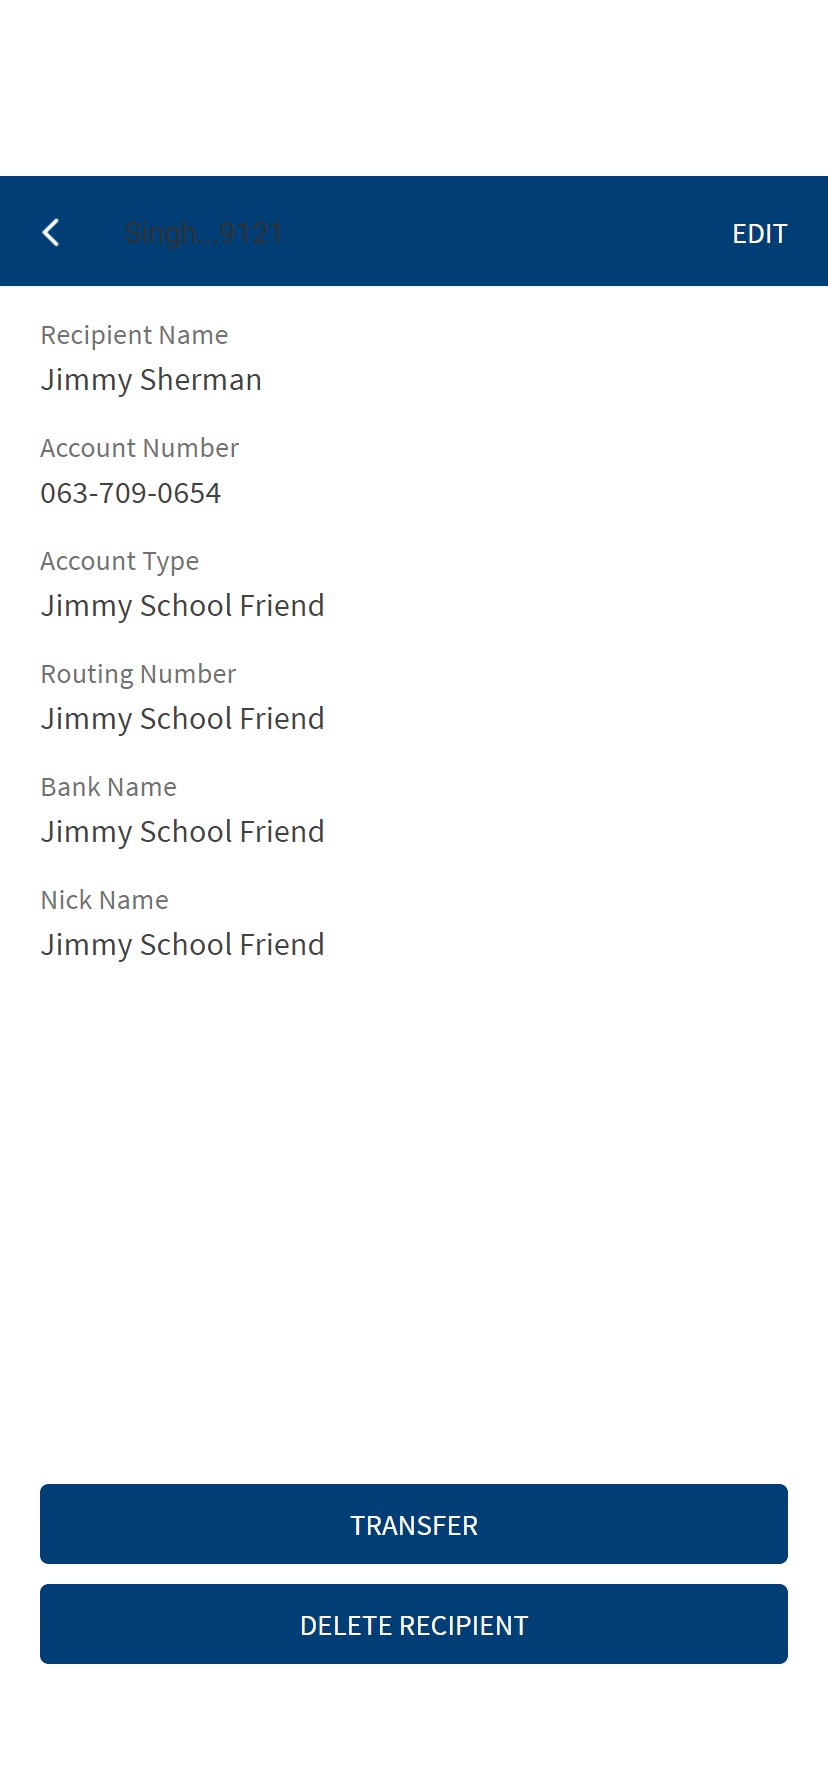 Singh...9121
EDIT
Recipient Name
Jimmy Sherman
Account Number
063-709-0654
Account Type
Jimmy School Friend
Routing Number
Jimmy School Friend
Bank Name
Jimmy School Friend
Nick Name
Jimmy School Friend
TRANSFER
DELETE RECIPIENT